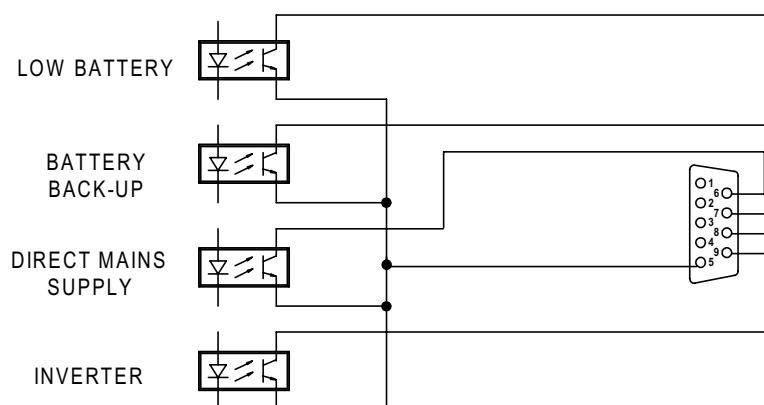 LOW BATTERY
BATTERY
BACK-UP
DIRECT MAINS
SUPPLY
INVERTER
1
6
2
7
3
8
4
9
5